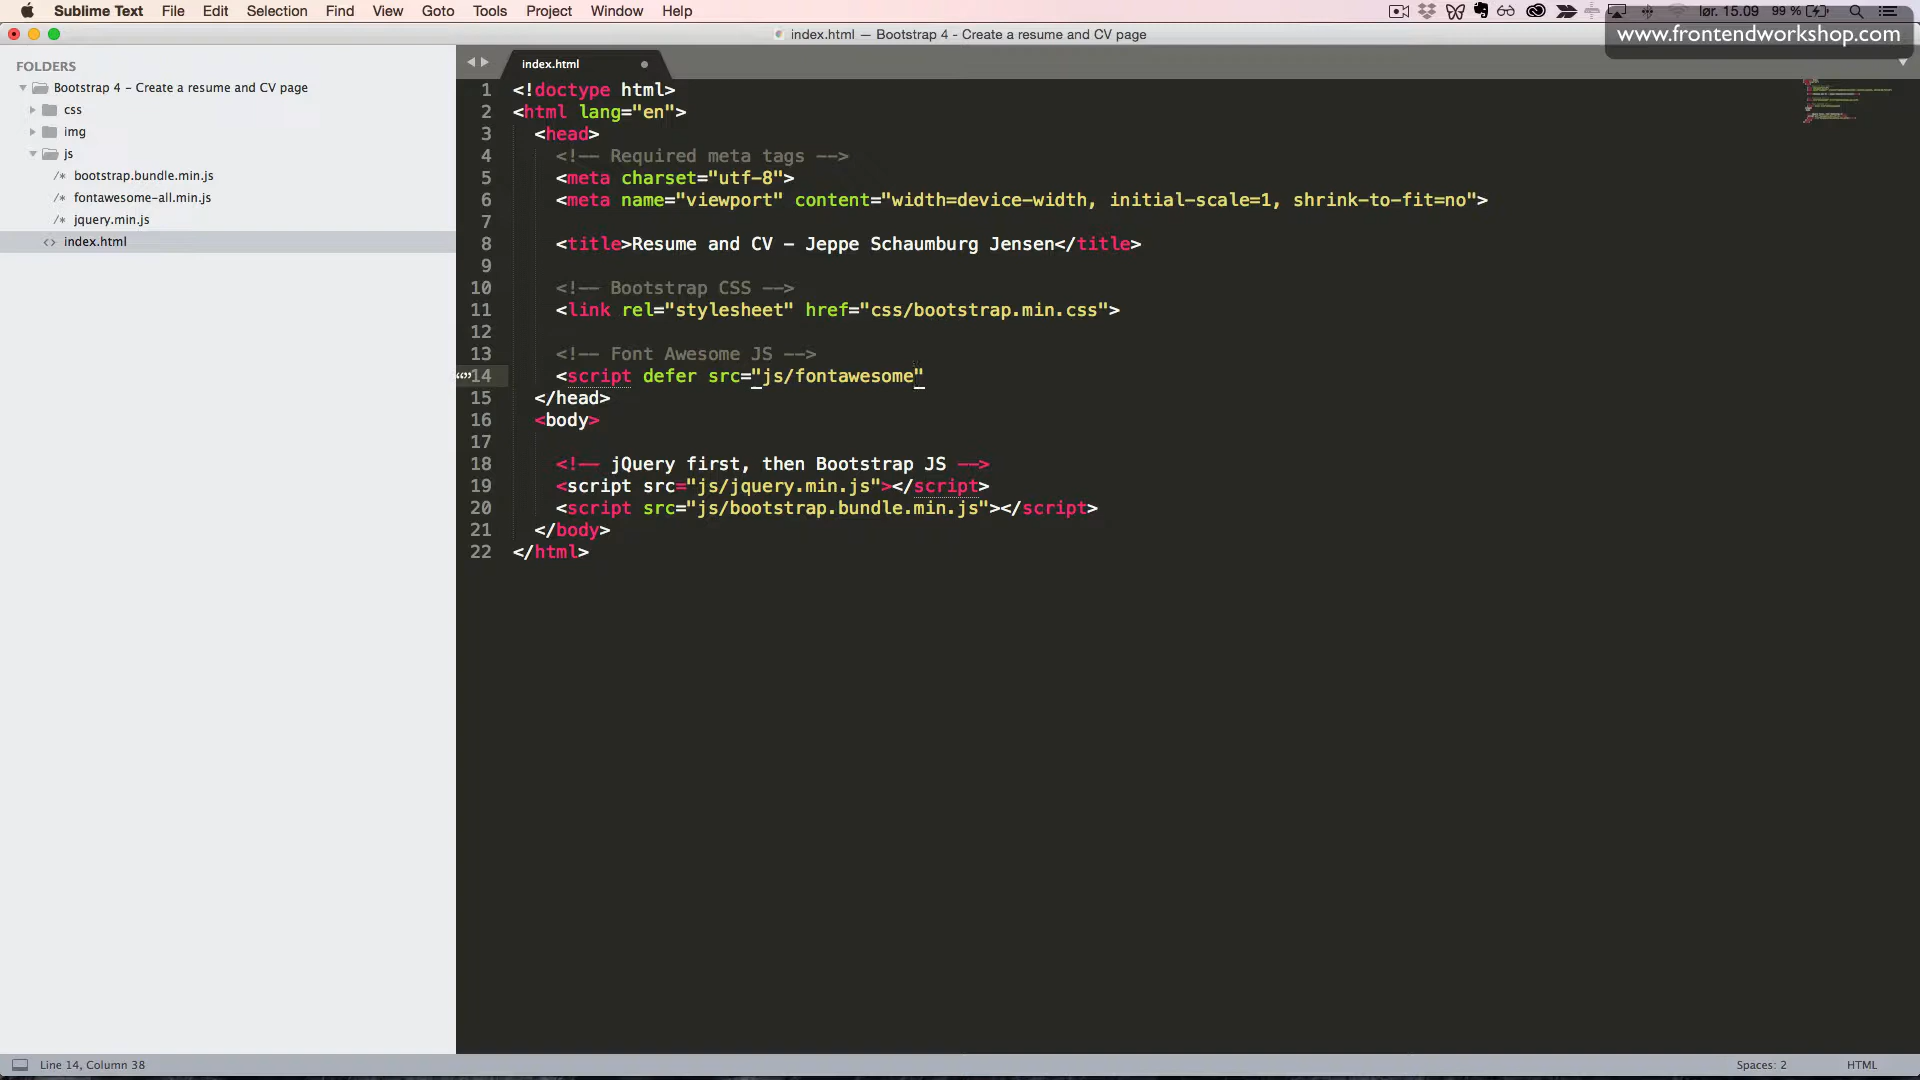 Sublime Text File Edit Selection Find View Goto Tools Project Window Help
lør. 15.09 99 %
www.frontendworkshop.com
index.html — Bootstrap 4 - Create a resume and CV page
FOLDERS
Bootstrap 4 - Create a resume and CV page
css
img
js
/* bootstrap.bundle.min.js
/* fontawesome-all.min.js
/* jquery.min.js
<> index.html
index.html
1 <!doctype html>
2 <html lang="en">
3 <head>
4 <!-- Required meta tags -->
5 <meta charset="utf-8">
6 <meta name="viewport" content="width=device-width, initial-scale=1, shrink-to-fit=no">
7
8 <title>Resume and CV - Jeppe Schaumburg Jensen</title>
9
10 <!-- Bootstrap CSS -->
11 <link rel="stylesheet" href="css/bootstrap.min.css">
12
13 <!-- Font Awesome JS -->
14 <script defer src="js/fontawesome"
15 </head>
16 <body>
17
18 <!-- jQuery first, then Bootstrap JS -->
19 <script src="js/jquery.min.js"></script>
20 <script src="js/bootstrap.bundle.min.js"></script>
21 </body>
22 </html>
Line 14, Column 38
Spaces: 2
HTML